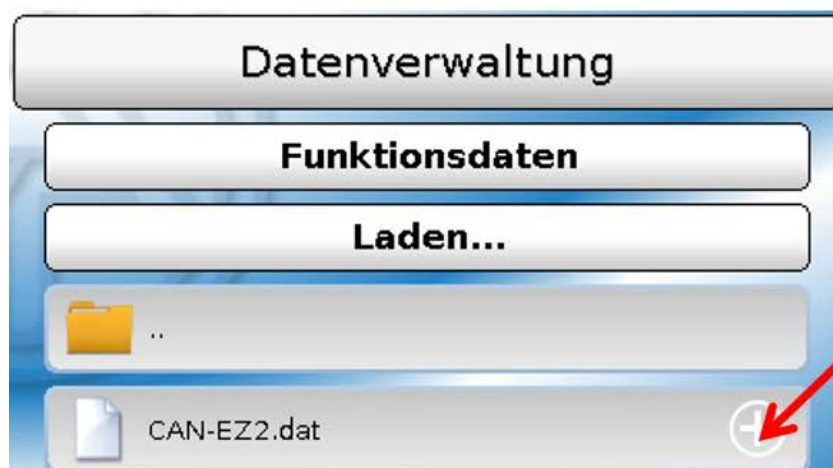 Datenverwaltung
Funktionsdaten
Laden...
..
CAN-EZ2.dat